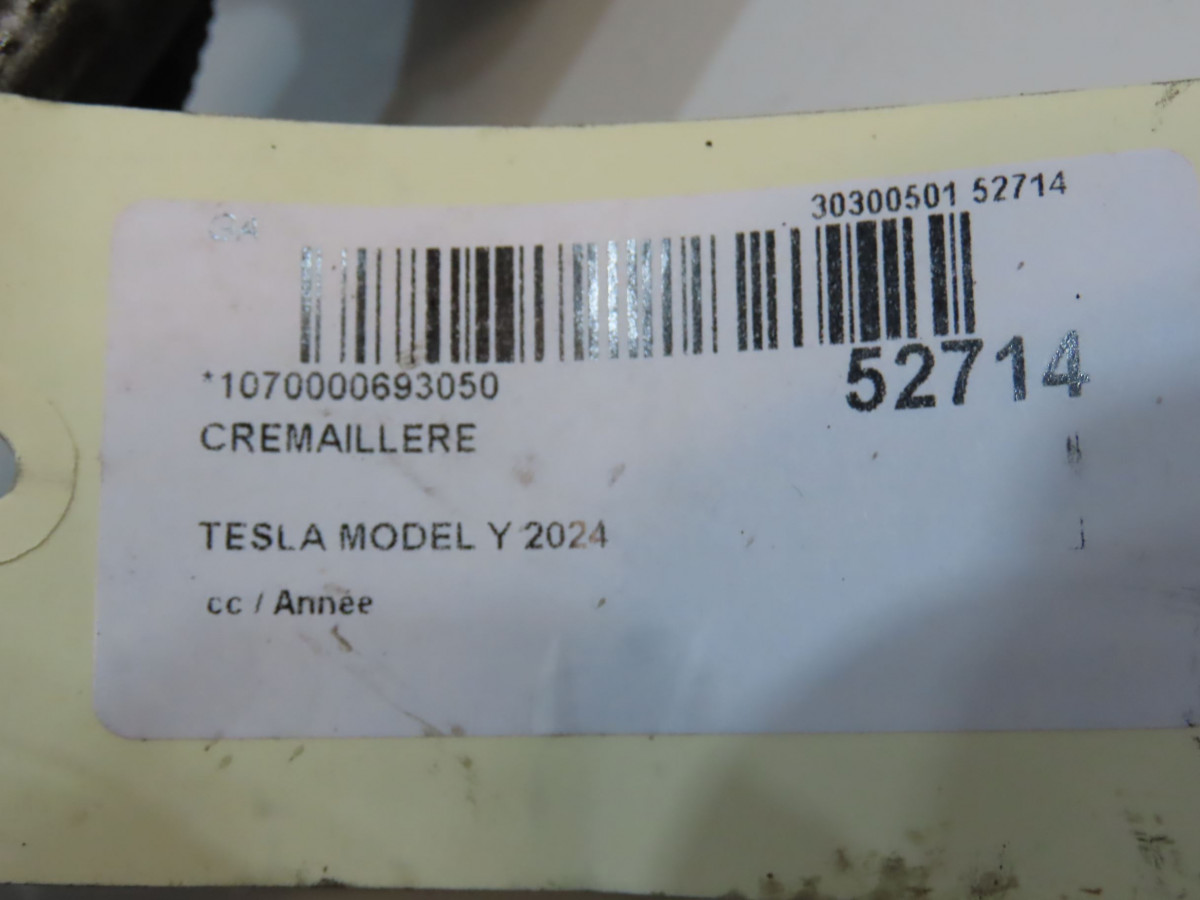 30300501 52714
*1070000693050
52714
CREMAILLERE
TESLA MODEL Y 2024
cc / Année